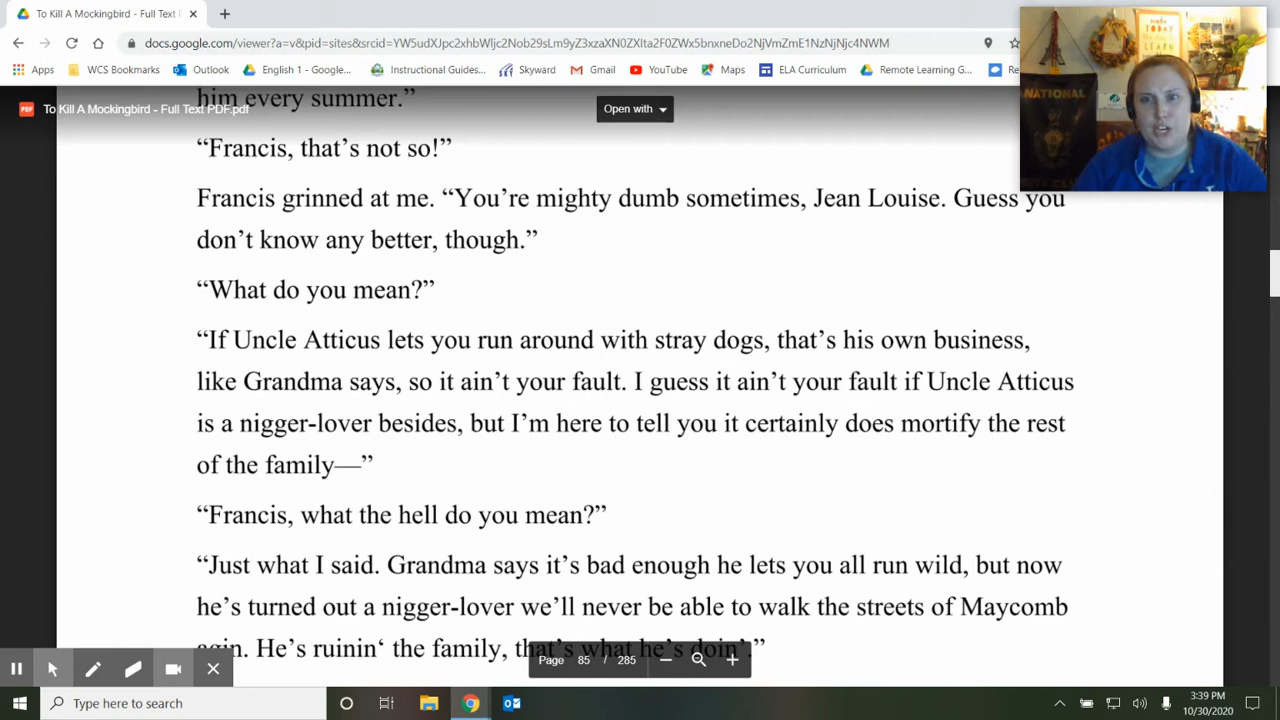 To Kill A Mockingbird - Full Text P
docs.google.com/viewer?a=v&pid=sites&srcid=
Apps WCS Bookmarks Outlook English 1 - Google... Instructional Guides... Skyward Gmail YouTube Maps ELA Curriculum Remote Learning G... Res
him every summer.”
To Kill A Mockingbird - Full Text PDF.pdf
Open with
“Francis, that’s not so!”
Francis grinned at me. “You’re mighty dumb sometimes, Jean Louise. Guess you
don’t know any better, though.”
“What do you mean?”
“If Uncle Atticus lets you run around with stray dogs, that’s his own business,
like Grandma says, so it ain’t your fault. I guess it ain’t your fault if Uncle Atticus
is a nigger-lover besides, but I’m here to tell you it certainly does mortify the rest
of the family—”
“Francis, what the hell do you mean?”
“Just what I said. Grandma says it’s bad enough he lets you all run wild, but now
he’s turned out a nigger-lover we’ll never be able to walk the streets of Maycomb
agin. He’s ruinin‘ the family, that’s what he’s doin’.”
Page 85 / 285
Type here to search
3:39 PM
10/30/2020
NATIONAL